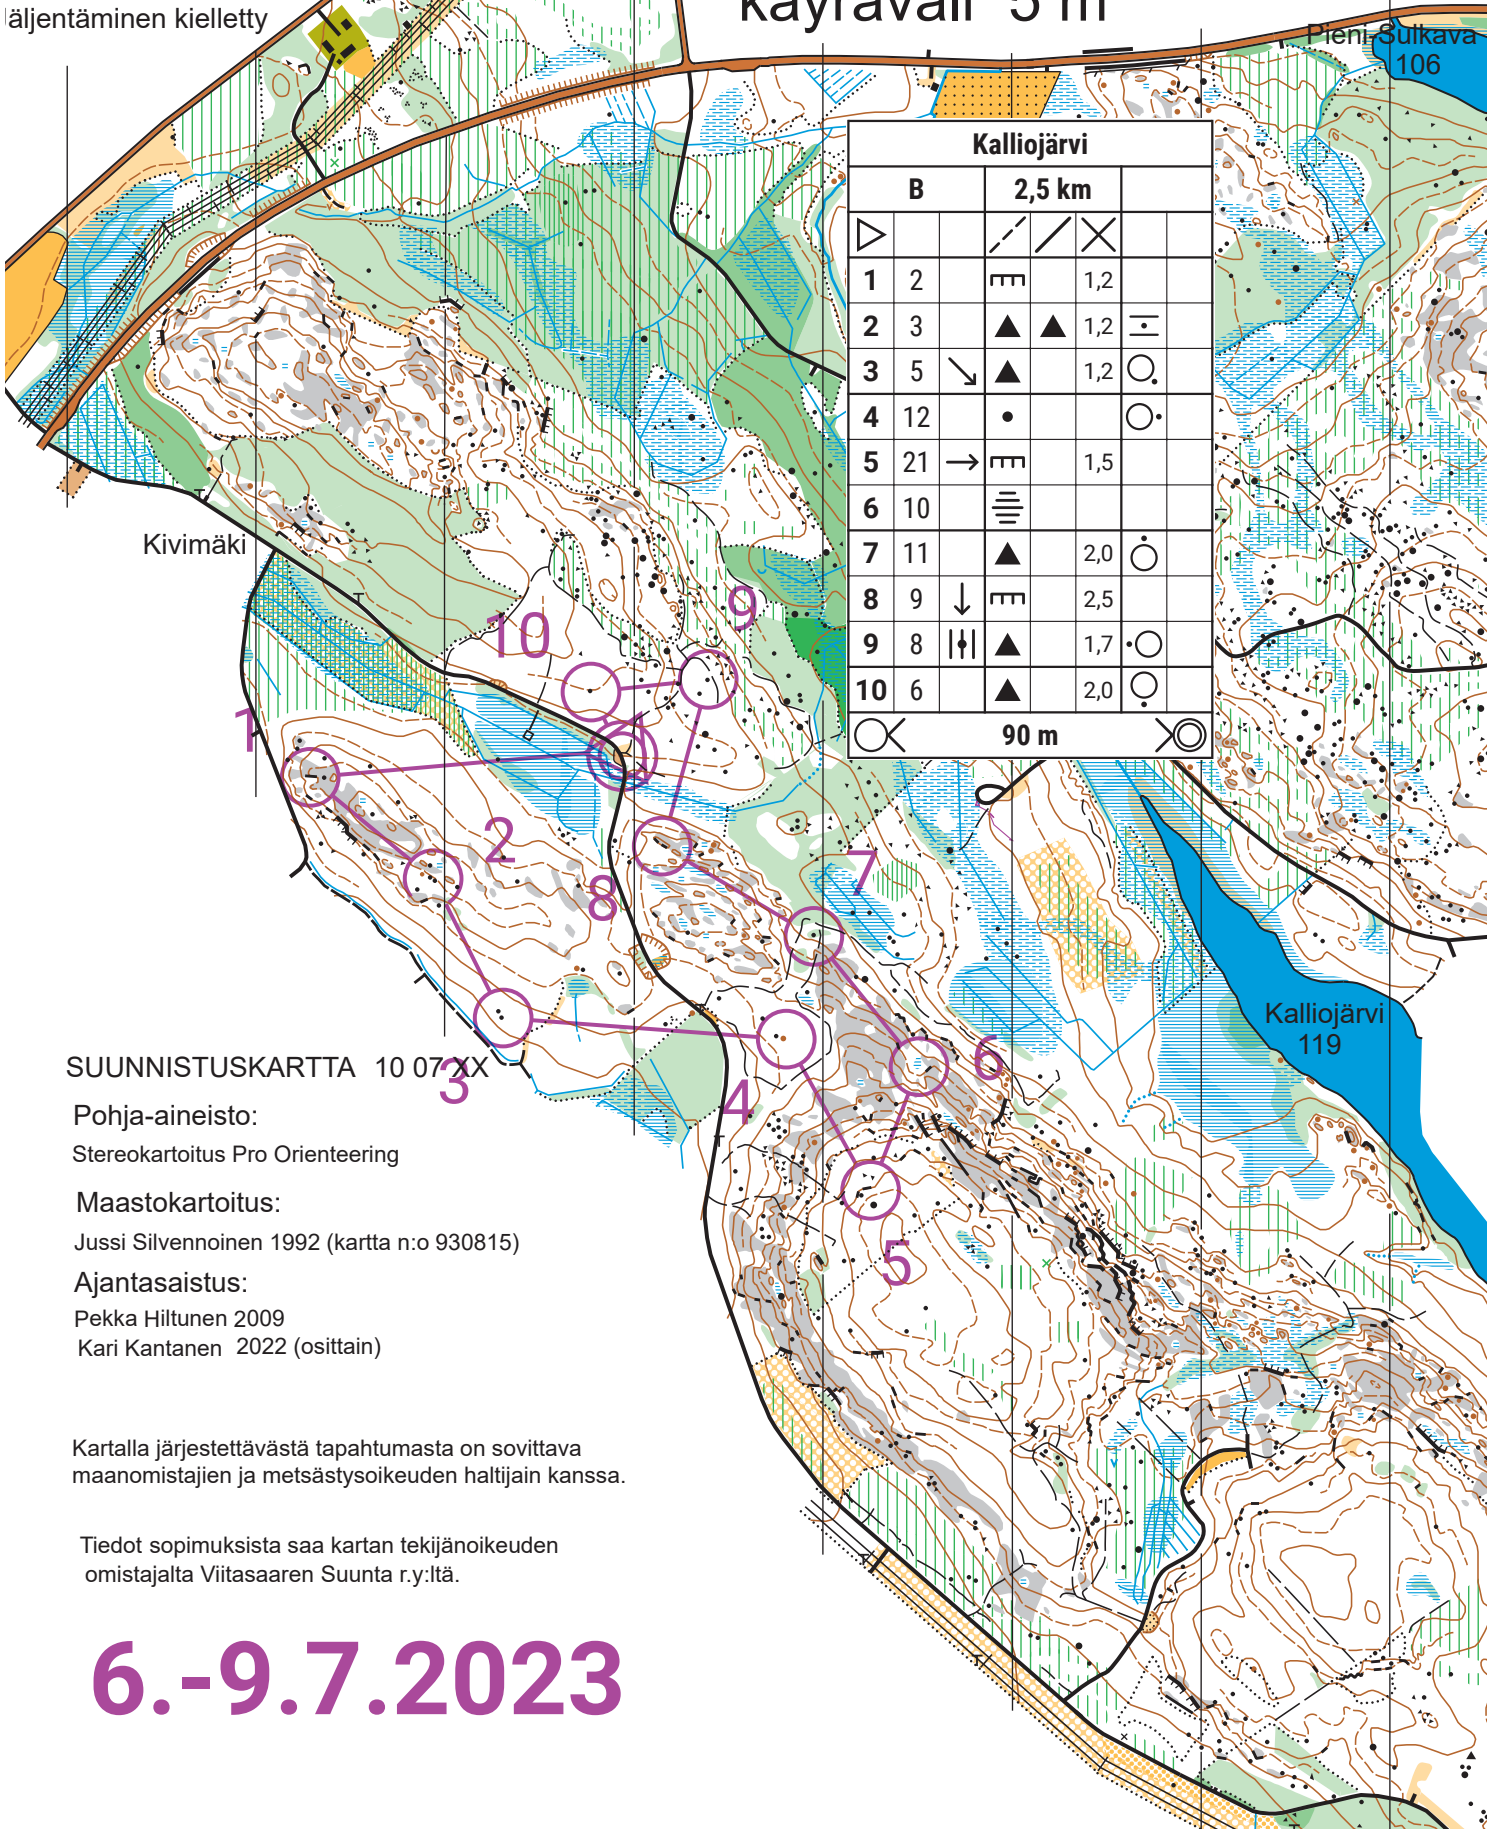 äljentäminen kielletty
käyräväli 5 m
Pieni-Sulkava
106
Kalliojärvi
B 2,5 km
1 2 1,2
2 3 1,2
3 5 1,2
4 12
5 21 1,5
6 10
7 11 2,0
8 9 2,5
9 8 1,7
10 6 2,0
90 m
Kivimäki
10
9
1
2
8
7
6
3
4
5
Kalliojärvi
119
SUUNNISTUSKARTTA 10 07 XX
Pohja-aineisto:
Stereokartoitus Pro Orienteering
Maastokartoitus:
Jussi Silvennoinen 1992 (kartta n:o 930815)
Ajantasaistus:
Pekka Hiltunen 2009
Kari Kantanen 2022 (osittain)
Kartalla järjestettävästä tapahtumasta on sovittava
maanomistajien ja metsästysoikeuden haltijain kanssa.
Tiedot sopimuksista saa kartan tekijänoikeuden
omistajalta Viitasaaren Suunta r.y:ltä.
6.-9.7.2023